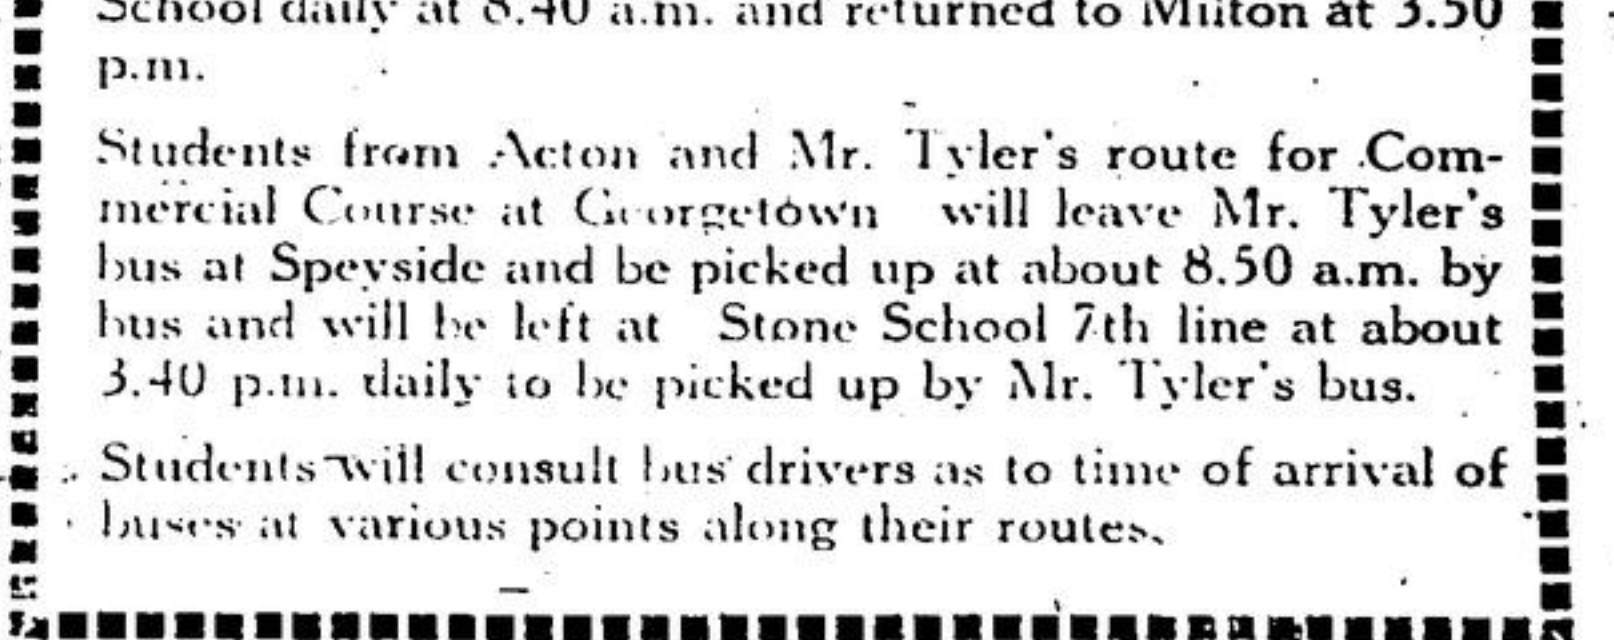 School daily at 8.40 a.m. and returned to Milton at 3.50
p.m.
Students from Acton and Mr. Tyler's route for Com-
mercial Course at Georgetown will leave Mr. Tyler's
bus at Speyside and be picked up at about 8.50 a.m. by
bus and will be left at Stone School 7th line at about
3.40 p.m. daily to be picked up by Mr. Tyler's bus.
Students will consult bus drivers as to time of arrival of
buses at various points along their routes.